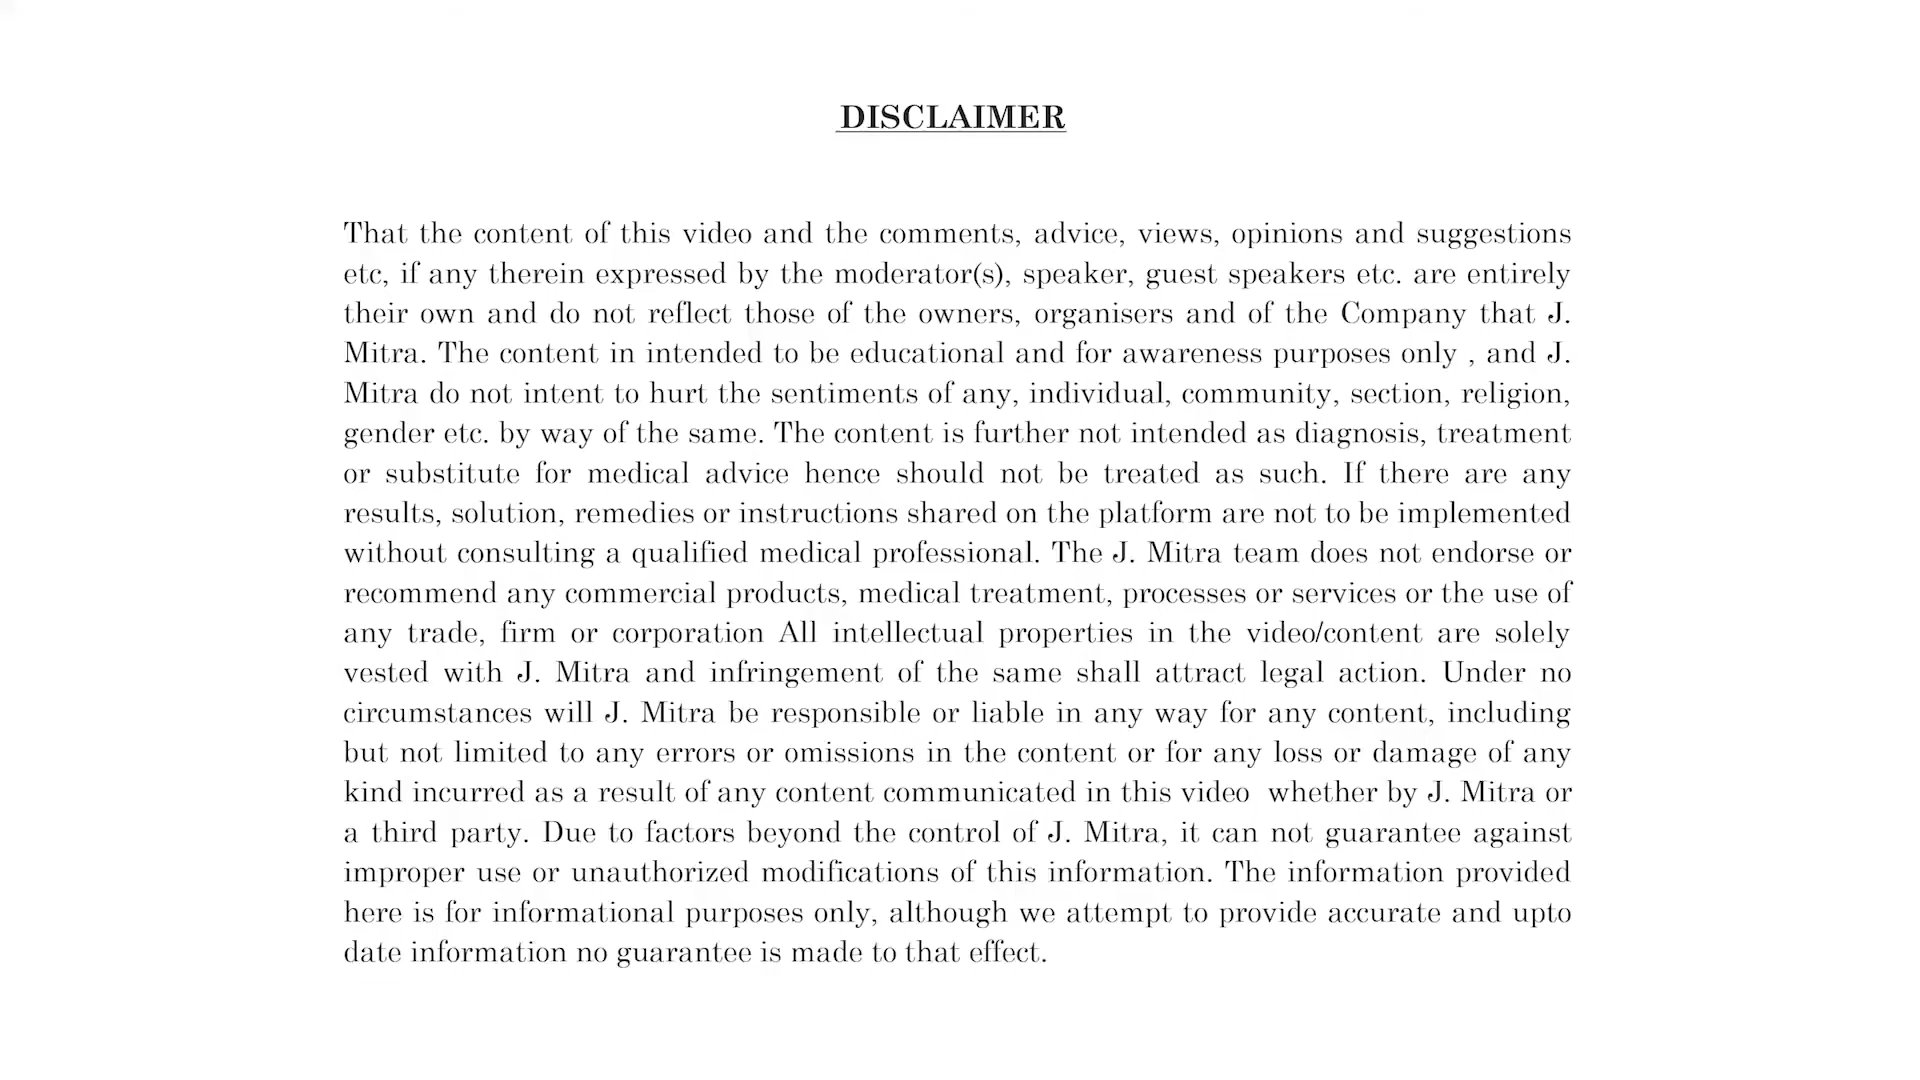 DISCLAIMER
That the content of this video and the comments, advice, views, opinions and suggestions
etc, if any therein expressed by the moderator(s), speaker, guest speakers etc. are entirely
their own and do not reflect those of the owners, organisers and of the Company that J.
Mitra. The content in intended to be educational and for awareness purposes only , and J.
Mitra do not intent to hurt the sentiments of any, individual, community, section, religion,
gender etc. by way of the same. The content is further not intended as diagnosis, treatment
or substitute for medical advice hence should not be treated as such. If there are any
results, solution, remedies or instructions shared on the platform are not to be implemented
without consulting a qualified medical professional. The J. Mitra team does not endorse or
recommend any commercial products, medical treatment, processes or services or the use of
any trade, firm or corporation All intellectual properties in the video/content are solely
vested with J. Mitra and infringement of the same shall attract legal action. Under no
circumstances will J. Mitra be responsible or liable in any way for any content, including
but not limited to any errors or omissions in the content or for any loss or damage of any
kind incurred as a result of any content communicated in this video  whether by J. Mitra or
a third party. Due to factors beyond the control of J. Mitra, it can not guarantee against
improper use or unauthorized modifications of this information. The information provided
here is for informational purposes only, although we attempt to provide accurate and upto
date information no guarantee is made to that effect.